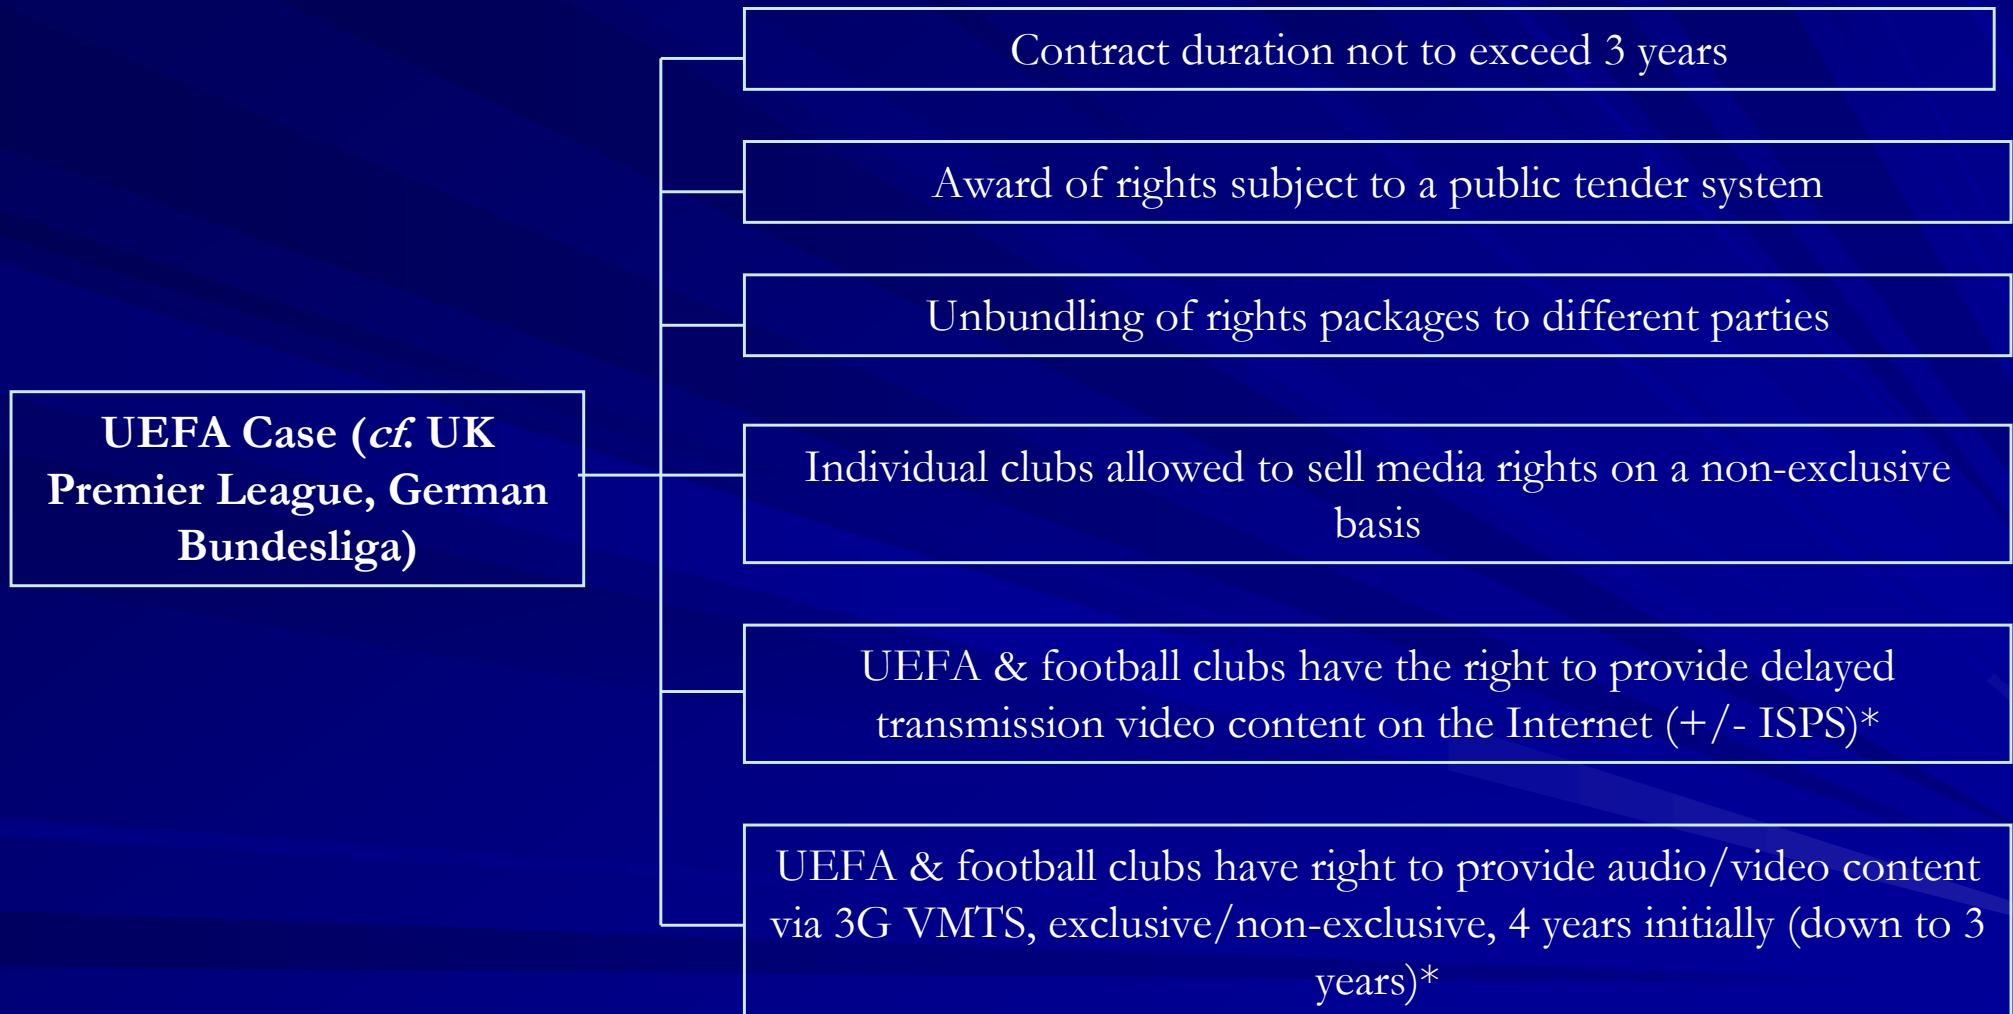 Contract duration not to exceed 3 years
Award of rights subject to a public tender system
Unbundling of rights packages to different parties
UEFA Case (cf. UK
Premier League, German
Bundesliga)
Individual clubs allowed to sell media rights on a non-exclusive
basis
UEFA & football clubs have the right to provide delayed
transmission video content on the Internet (+/- ISPS)*
UEFA & football clubs have right to provide audio/video content
via 3G VMTS, exclusive/non-exclusive, 4 years initially (down to 3
years)*